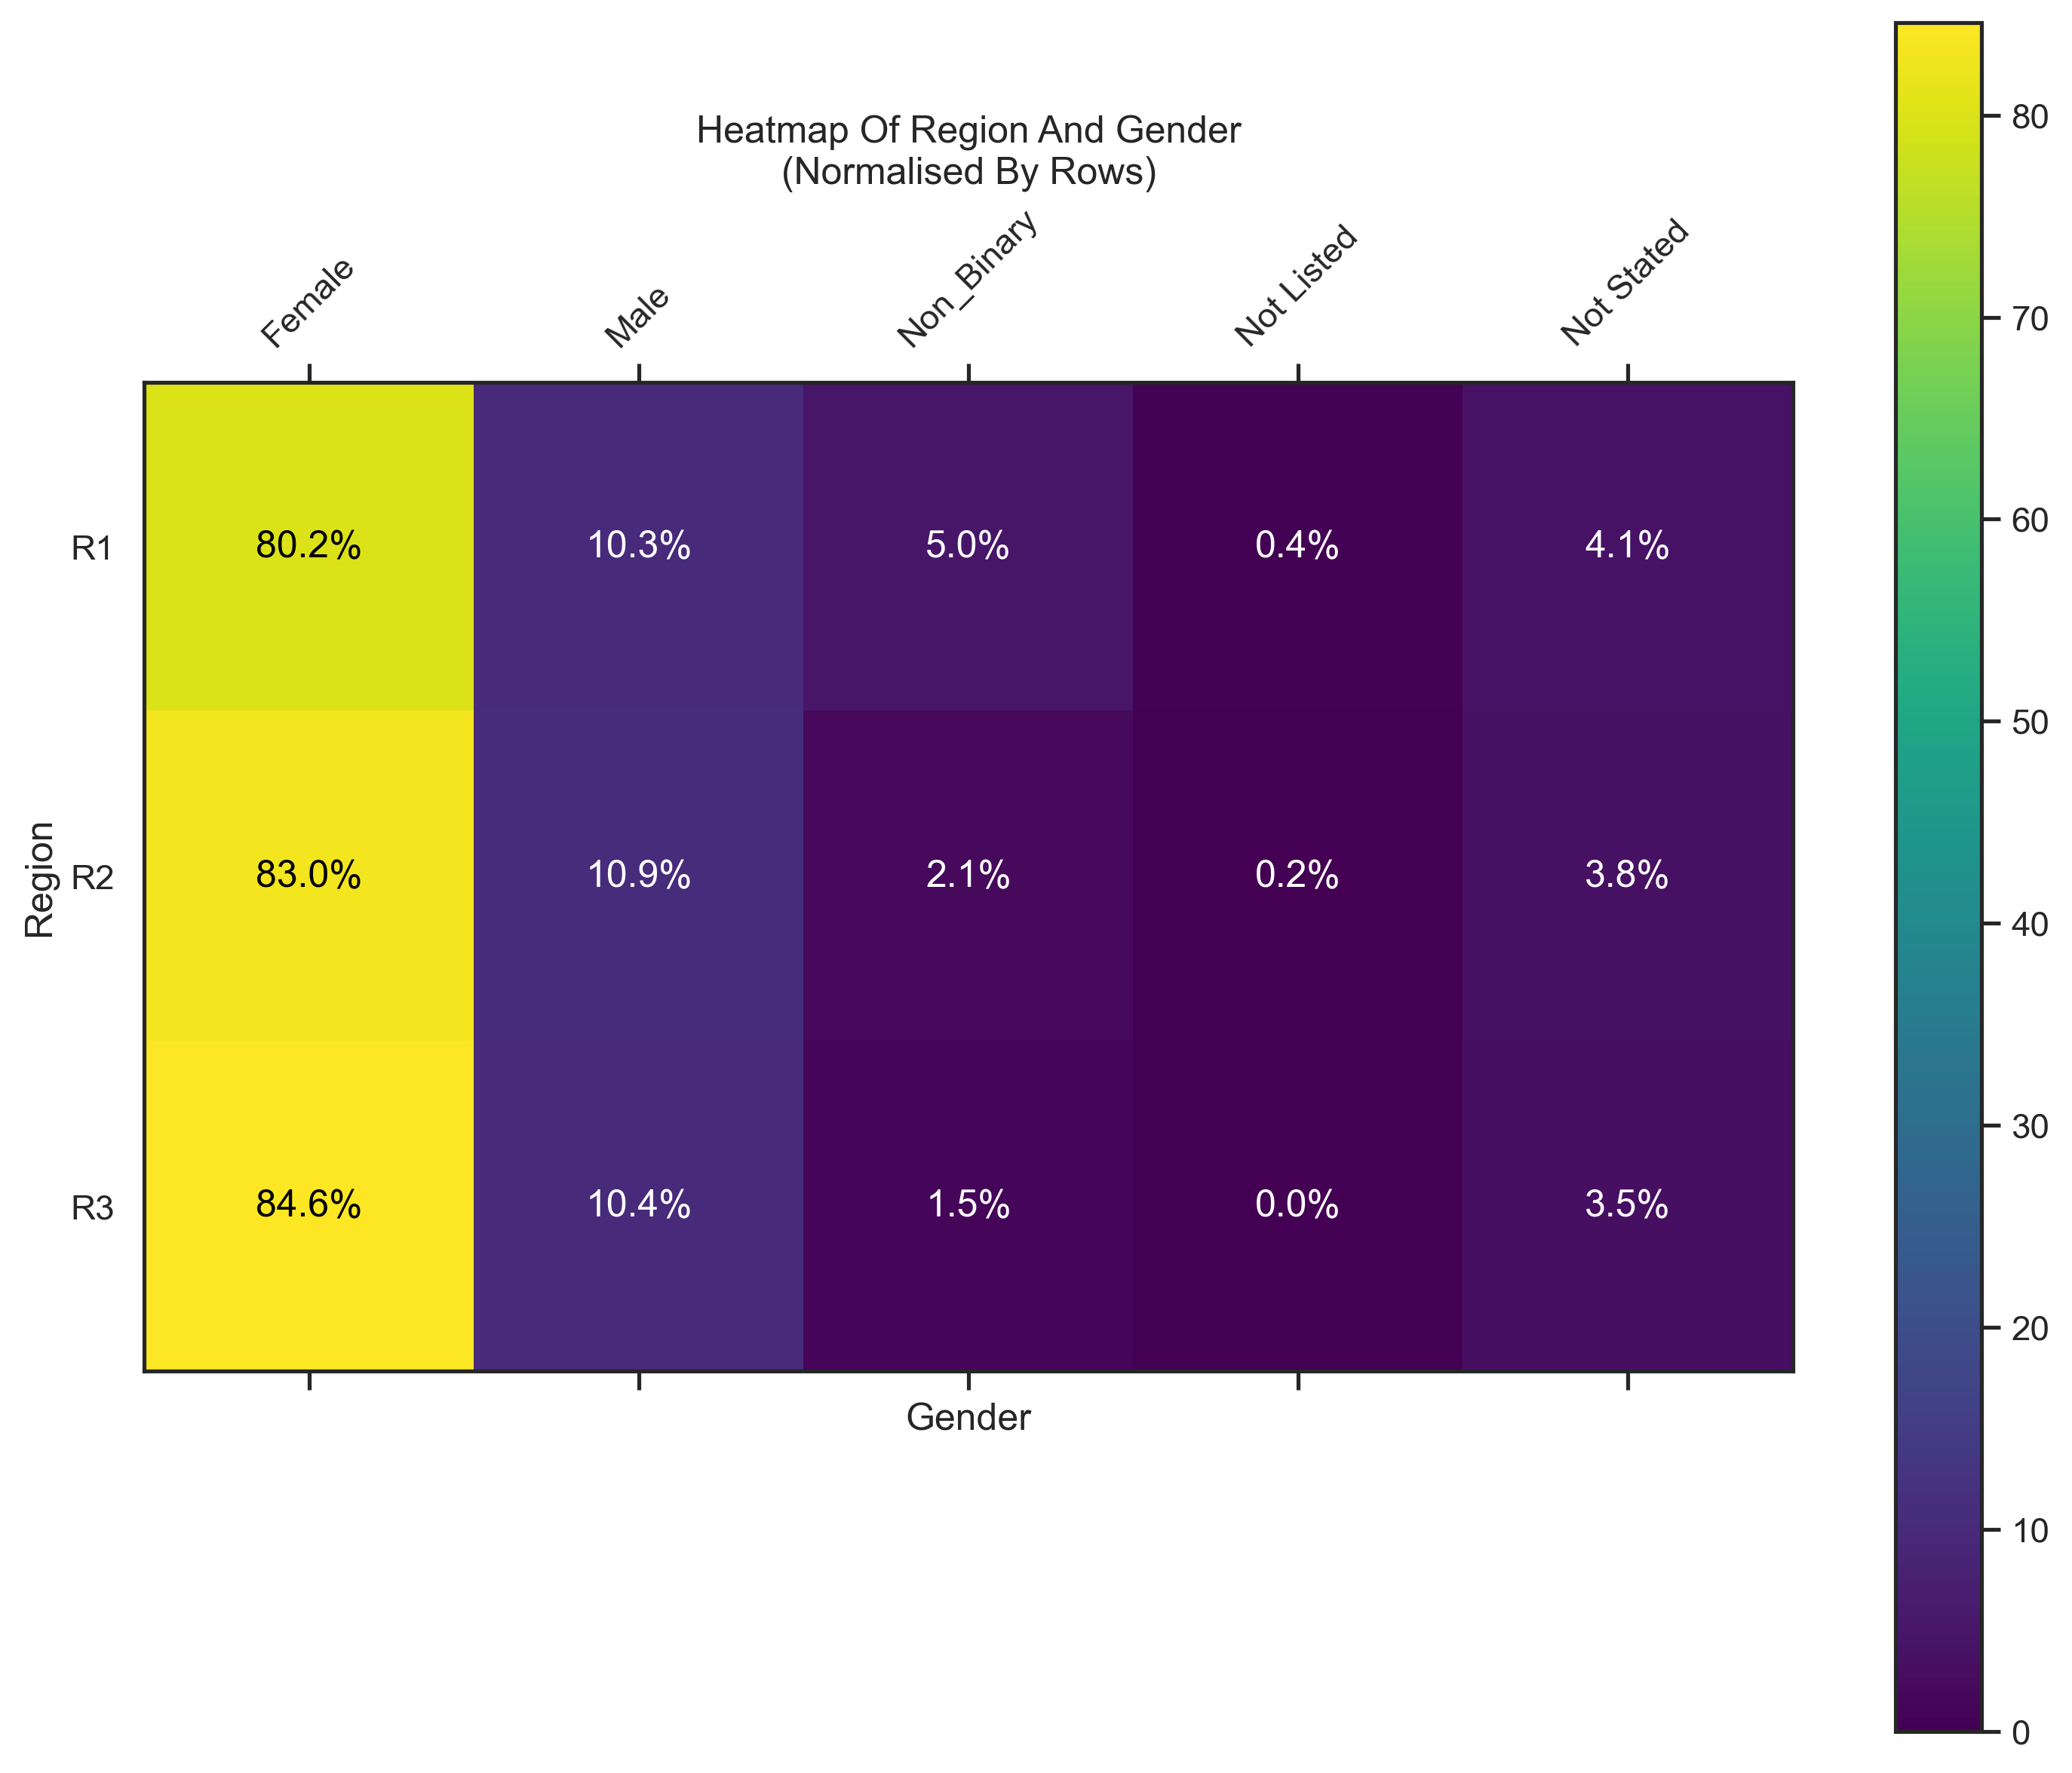 Heatmap Of Region And Gender
(Normalised By Rows)
Female Male Non_Binary Not Listed Not Stated
R1 80.2% 10.3% 5.0% 0.4% 4.1%
R2 83.0% 10.9% 2.1% 0.2% 3.8%
R3 84.6% 10.4% 1.5% 0.0% 3.5%
Region
Gender
80
70
60
50
40
30
20
10
0